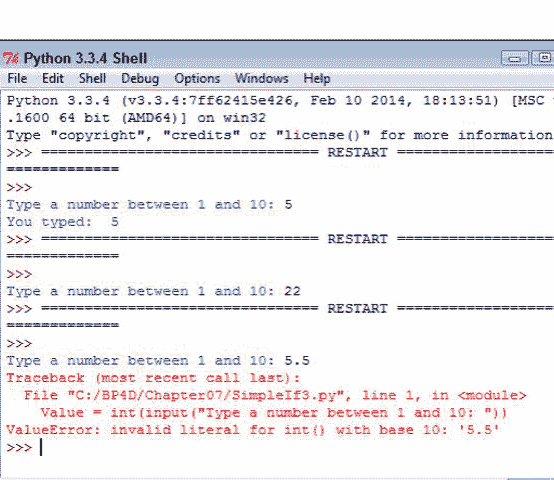 Python 3.3.4 Shell
File Edit Shell Debug Options Windows Help
Python 3.3.4 (v3.3.4:7ff62415e426, Feb 10 2014, 18:13:51) [MSC
.1600 64 bit (AMD64)] on win32
Type "copyright", "credits" or "license()" for more information
>>> ================================ RESTART ==================
=============
>>>
Type a number between 1 and 10: 5
You typed:  5
>>> ================================ RESTART ==================
=============
>>>
Type a number between 1 and 10: 22
>>> ================================ RESTART ==================
=============
>>>
Type a number between 1 and 10: 5.5
Traceback (most recent call last):
  File "C:/BP4D/Chapter07/SimpleIf3.py", line 1, in <module>
    Value = int(input("Type a number between 1 and 10: "))
ValueError: invalid literal for int() with base 10: '5.5'
>>>